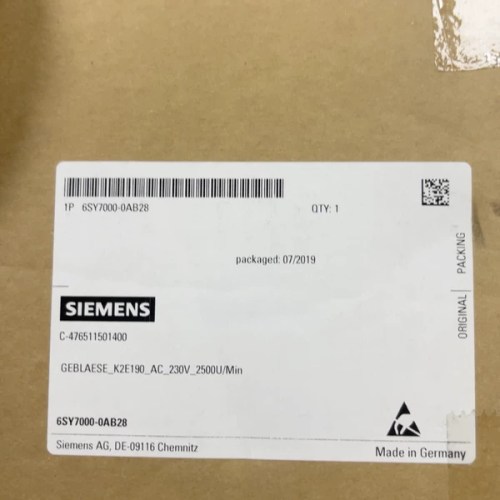 1P 6SY7000-0AB28 QTY: 1
packaged: 07/2019
ORIGINAL PACKING
SIEMENS
C-476511501400
GEBLAESE_K2E190_AC_230V_2500U/Min
6SY7000-0AB28
Siemens AG, DE-09116 Chemnitz
Made in Germany